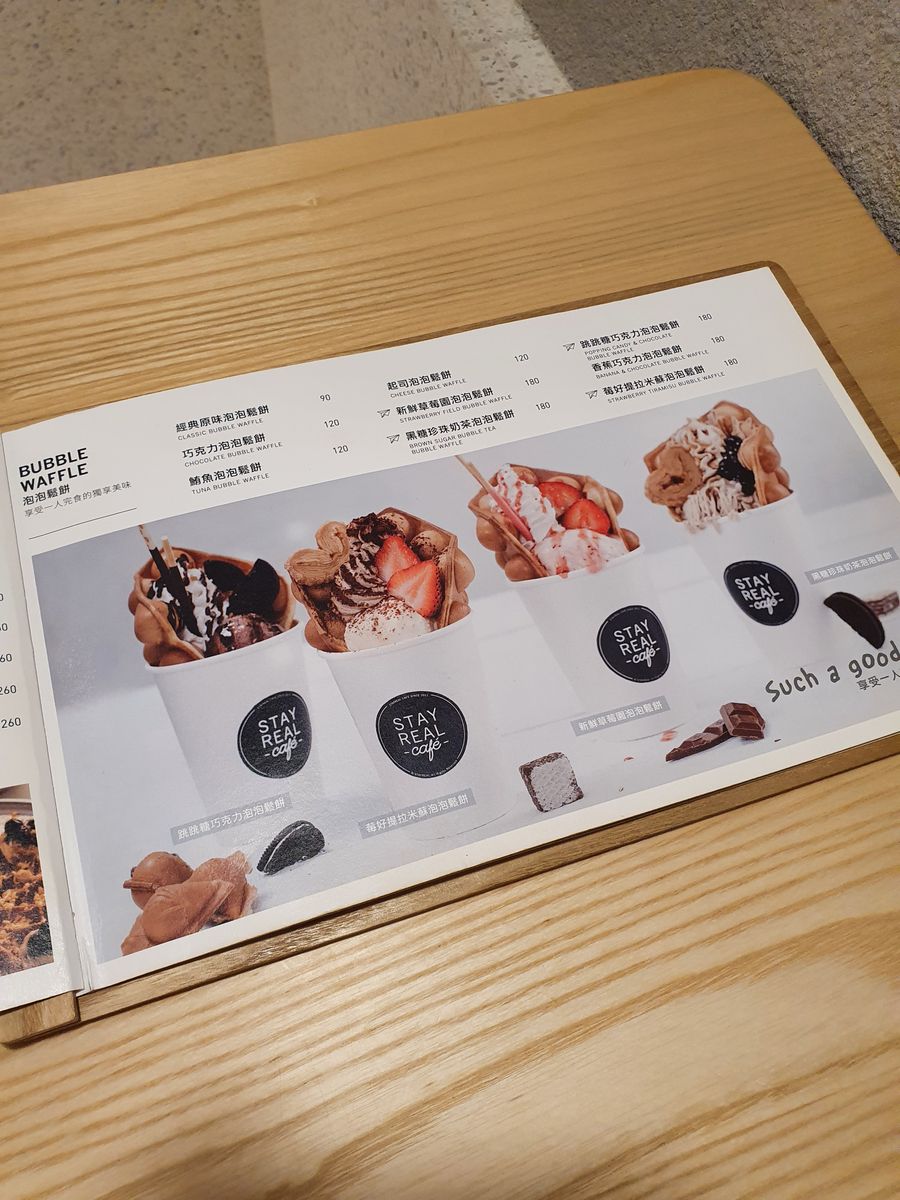 BUBBLE
WAFFLE
泡泡鬆餅
享受一人完食的獨享美味
經典原味泡泡鬆餅 90
CLASSIC BUBBLE WAFFLE
巧克力泡泡鬆餅 120
CHOCOLATE BUBBLE WAFFLE
鮪魚泡泡鬆餅 120
TUNA BUBBLE WAFFLE
起司泡泡鬆餅 120
CHEESE BUBBLE WAFFLE
新鮮草莓園泡泡鬆餅 180
STRAWBERRY FIELD BUBBLE WAFFLE
黑糖珍珠奶茶泡泡鬆餅 180
BROWN SUGAR BUBBLE TEA
BUBBLE WAFFLE
跳跳糖巧克力泡泡鬆餅 180
POPPING CANDY & CHOCOLATE
BUBBLE WAFFLE
香蕉巧克力泡泡鬆餅 180
BANANA & CHOCOLATE BUBBLE WAFFLE
莓好提拉米蘇泡泡鬆餅 180
STRAWBERRY TIRAMISU BUBBLE WAFFLE
STAY
REAL
-café-
STAY
REAL
-café-
STAY
REAL
-café-
STAY
REAL
-café-
跳跳糖巧克力泡泡鬆餅
莓好提拉米蘇泡泡鬆餅
新鮮草莓園泡泡鬆餅
黑糖珍珠奶茶泡泡鬆餅
Such a good
享受一人
260
260